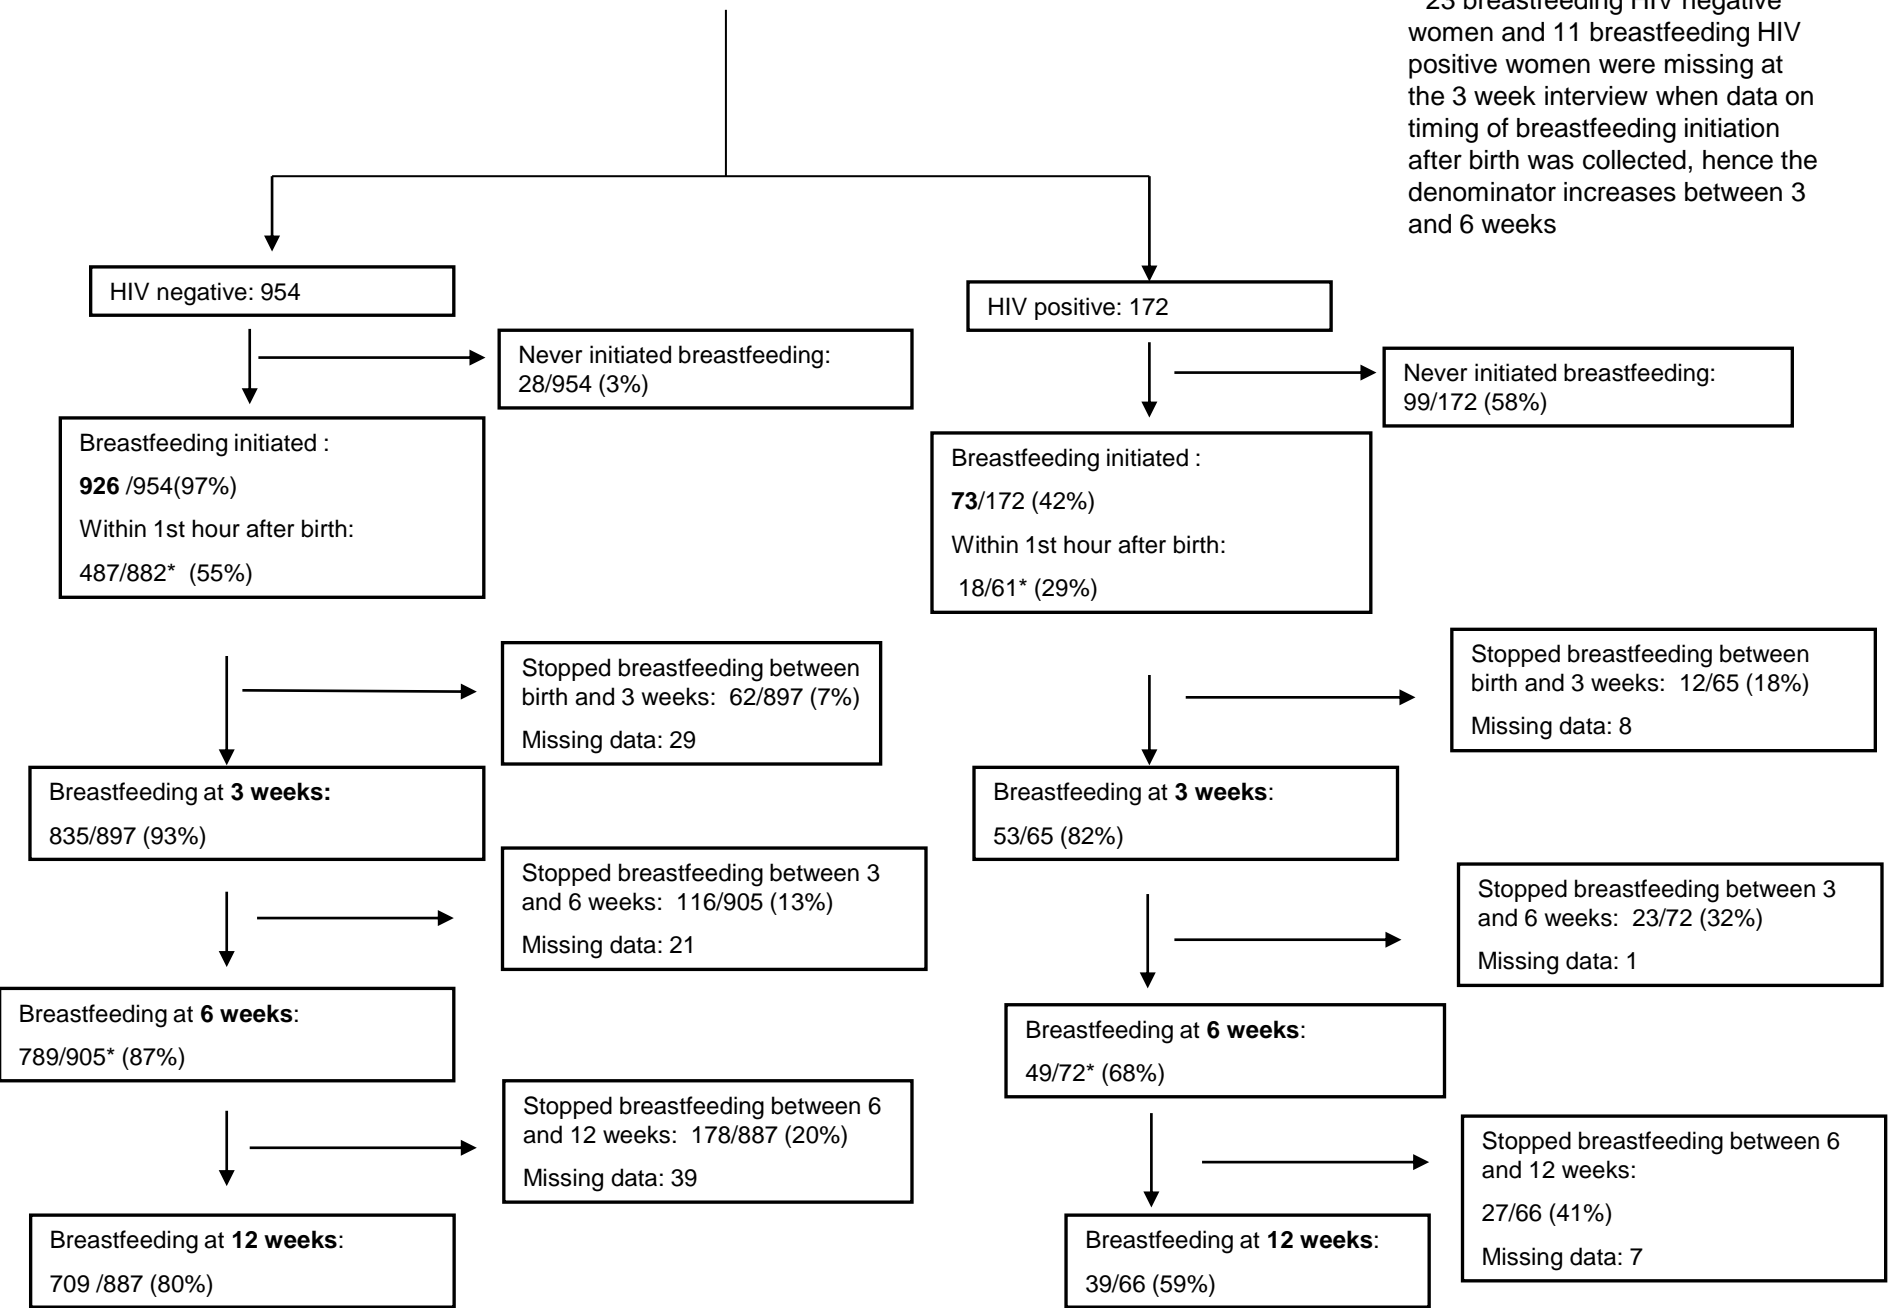 23 breastfeeding HIV negative
women and 11 breastfeeding HIV
positive women were missing at
the 3 week interview when data on
timing of breastfeeding initiation
after birth was collected, hence the
denominator increases between 3
and 6 weeks
HIV negative: 954
Never initiated breastfeeding:
28/954 (3%)
Breastfeeding initiated :
926 /954(97%)
Within 1st hour after birth:
487/882* (55%)
Stopped breastfeeding between
birth and 3 weeks: 62/897 (7%)
Missing data: 29
Breastfeeding at 3 weeks:
835/897 (93%)
Stopped breastfeeding between 3
and 6 weeks: 116/905 (13%)
Missing data: 21
Breastfeeding at 6 weeks:
789/905* (87%)
Stopped breastfeeding between 6
and 12 weeks: 178/887 (20%)
Missing data: 39
Breastfeeding at 12 weeks:
709 /887 (80%)
HIV positive: 172
Never initiated breastfeeding:
99/172 (58%)
Breastfeeding initiated :
73/172 (42%)
Within 1st hour after birth:
18/61* (29%)
Stopped breastfeeding between
birth and 3 weeks: 12/65 (18%)
Missing data: 8
Breastfeeding at 3 weeks:
53/65 (82%)
Stopped breastfeeding between 3
and 6 weeks: 23/72 (32%)
Missing data: 1
Breastfeeding at 6 weeks:
49/72* (68%)
Stopped breastfeeding between 6
and 12 weeks:
27/66 (41%)
Missing data: 7
Breastfeeding at 12 weeks:
39/66 (59%)